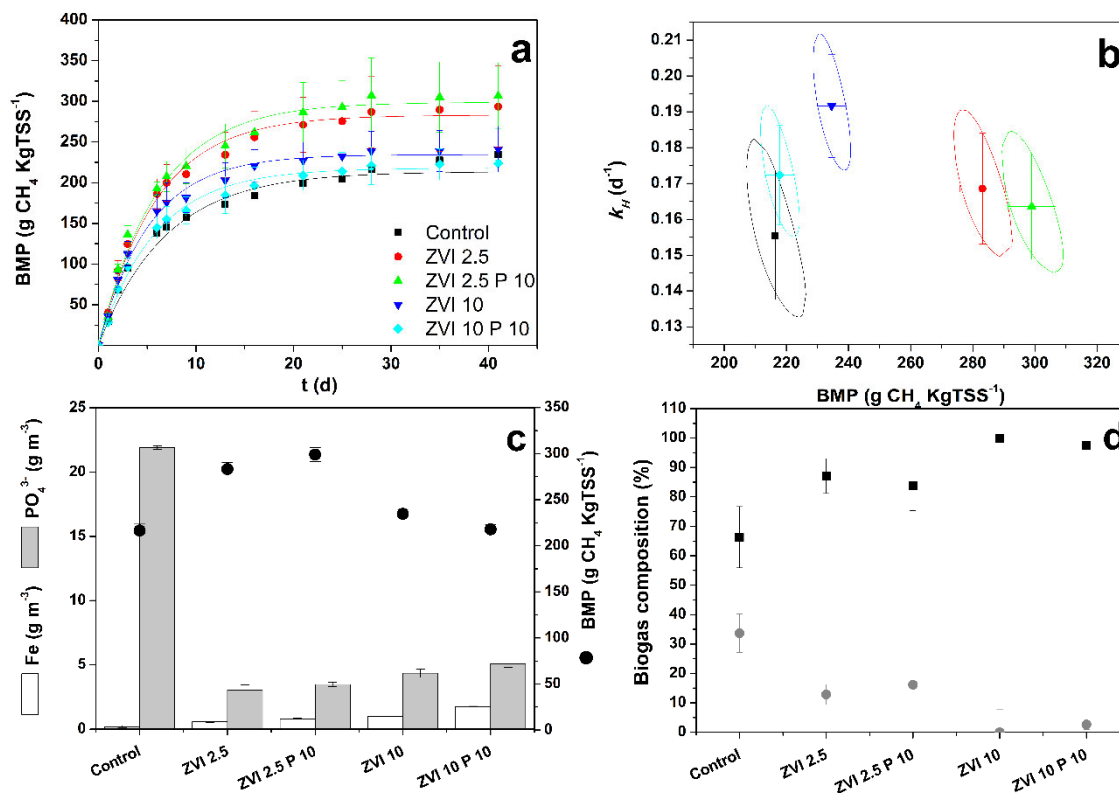 a
BMP (g CH4 KgTSS-1)
400
350
300
250
200
150
100
50
0
10
20
30
40
50
t (d)
Control
ZVI 2.5
ZVI 2.5 P 10
ZVI 10
ZVI 10 P 10
b
kH (d-1)
0.21
0.20
0.19
0.18
0.17
0.16
0.15
0.14
0.13
200
220
240
260
280
300
320
BMP (g CH4 KgTSS-1)
c
PO4 3- (g m-3)
Fe (g m-3)
25
20
15
10
5
0
350
300
250
200
150
100
50
0
BMP (g CH4 KgTSS-1)
Control
ZVI 2.5
ZVI 2.5 P 10
ZVI 10
ZVI 10 P 10
d
Biogas composition (%)
110
100
90
80
70
60
50
40
30
20
10
0
Control
ZVI 2.5
ZVI 2.5 P 10
ZVI 10
ZVI 10 P 10